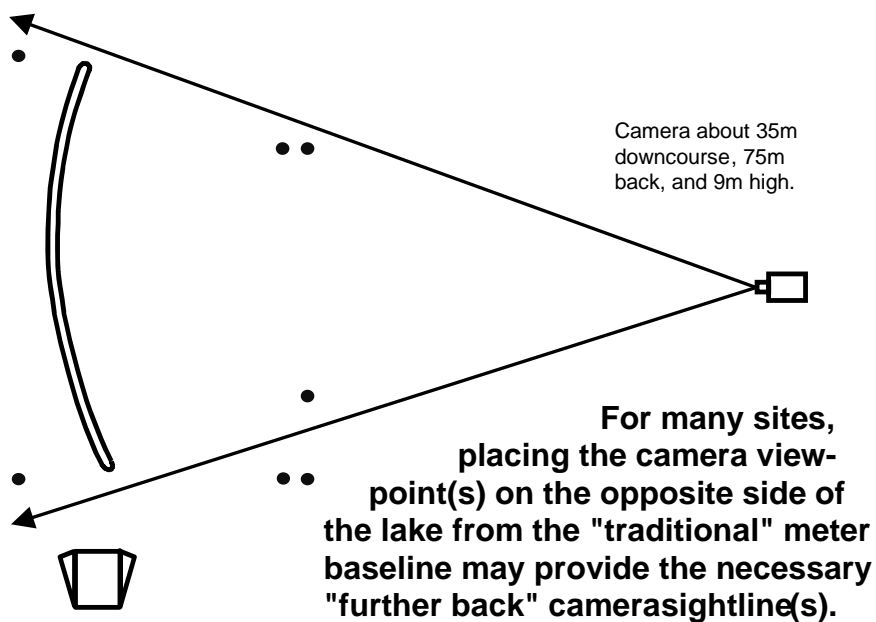 Camera about 35m
downcourse, 75m
back, and 9m high.
For many sites,
placing the camera view-
point(s) on the opposite side of
the lake from the "traditional" meter
baseline may provide the necessary
"further back" camerasightline(s).